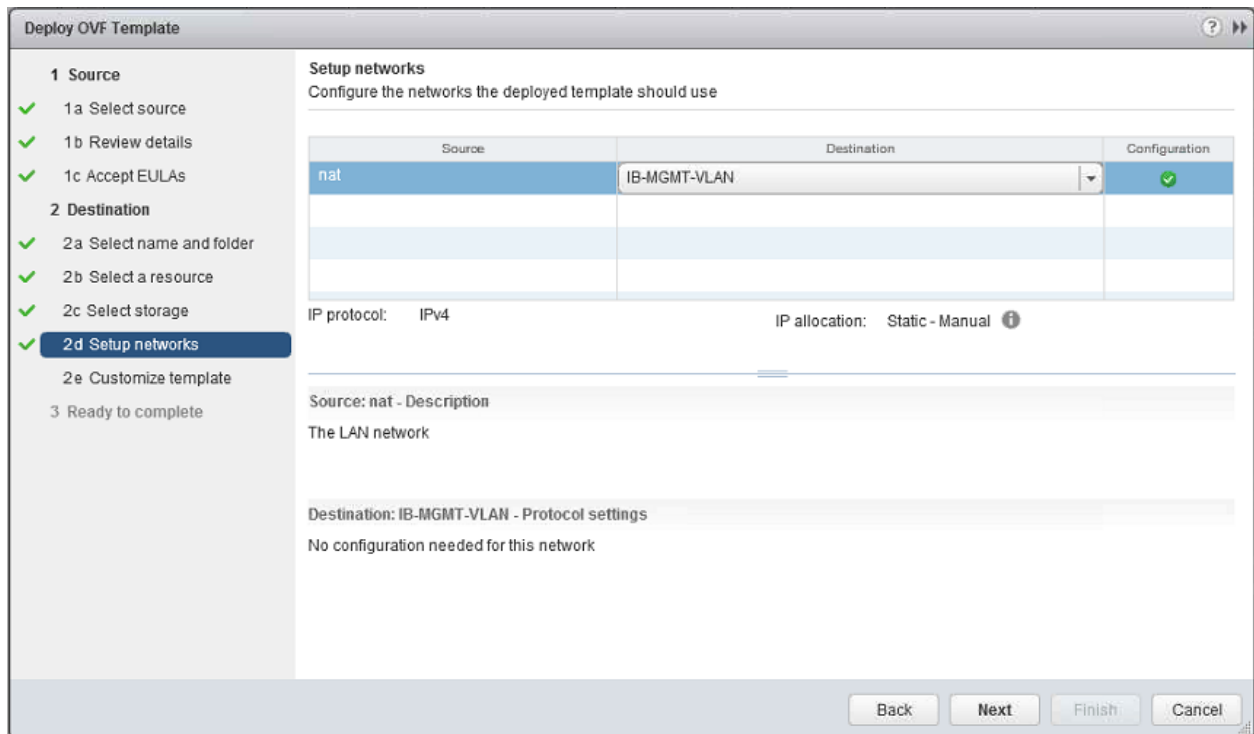 Deploy OVF Template
1 Source
1a Select source
1b Review details
1c Accept EULAs
2 Destination
2a Select name and folder
2b Select a resource
2c Select storage
2d Setup networks
2e Customize template
3 Ready to complete
Setup networks
Configure the networks the deployed template should use
Source Destination Configuration
nat IB-MGMT-VLAN
IP protocol: IPv4 IP allocation: Static - Manual
Source: nat - Description
The LAN network
Destination: IB-MGMT-VLAN - Protocol settings
No configuration needed for this network
Back Next Finish Cancel